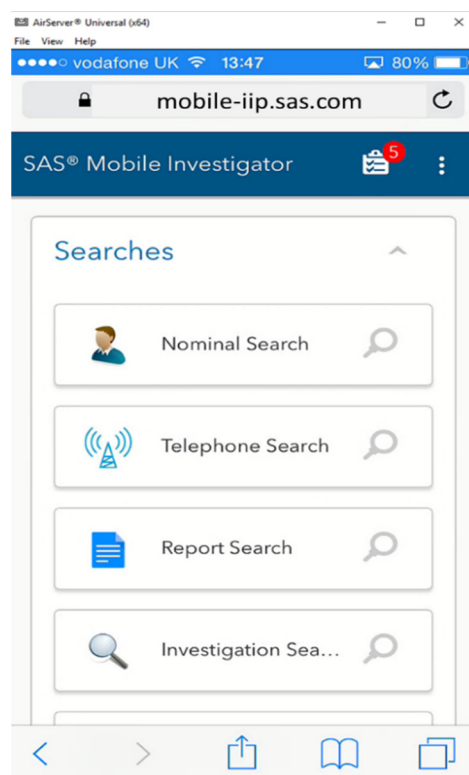 AirServer® Universal (x64)
File View Help
vodafone UK 13:47 80%
mobile-iip.sas.com
SAS® Mobile Investigator 5
Searches
Nominal Search
Telephone Search
Report Search
Investigation Sea...